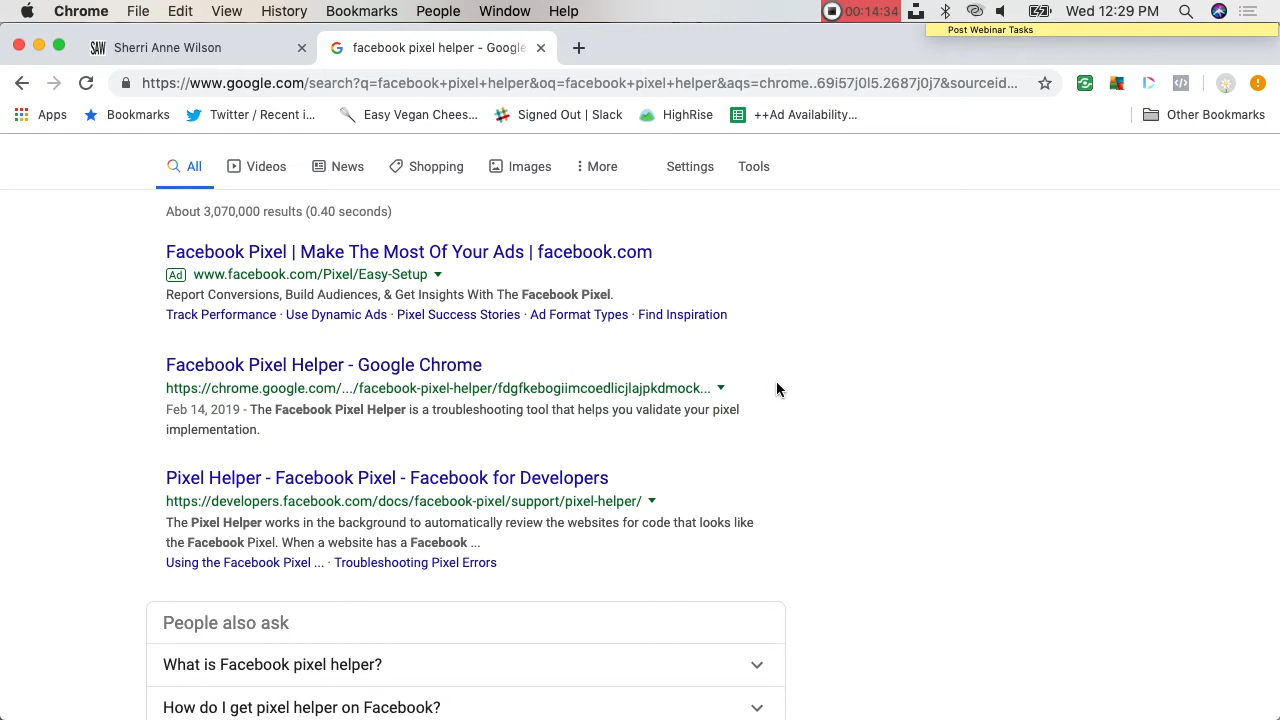 Chrome File Edit View History Bookmarks People Window Help 00:14:34 Wed 12:29 PM
Post Webinar Tasks
SAW Sherri Anne Wilson facebook pixel helper - Google
https://www.google.com/search?q=facebook+pixel+helper&oq=facebook+pixel+helper&aqs=chrome..69i57j0l5.2687j0j7&sourceid...
Apps Bookmarks Twitter / Recent i... Easy Vegan Chees... Signed Out | Slack HighRise ++Ad Availability... Other Bookmarks
All Videos News Shopping Images More Settings Tools
About 3,070,000 results (0.40 seconds)
Facebook Pixel | Make The Most Of Your Ads | facebook.com
Ad www.facebook.com/Pixel/Easy-Setup
Report Conversions, Build Audiences, & Get Insights With The Facebook Pixel.
Track Performance · Use Dynamic Ads · Pixel Success Stories · Ad Format Types · Find Inspiration
Facebook Pixel Helper - Google Chrome
https://chrome.google.com/.../facebook-pixel-helper/fdgfkebogiimcoedlicjlajpkdmock...
Feb 14, 2019 - The Facebook Pixel Helper is a troubleshooting tool that helps you validate your pixel
implementation.
Pixel Helper - Facebook Pixel - Facebook for Developers
https://developers.facebook.com/docs/facebook-pixel/support/pixel-helper/
The Pixel Helper works in the background to automatically review the websites for code that looks like
the Facebook Pixel. When a website has a Facebook ...
Using the Facebook Pixel ... · Troubleshooting Pixel Errors
People also ask
What is Facebook pixel helper?
How do I get pixel helper on Facebook?